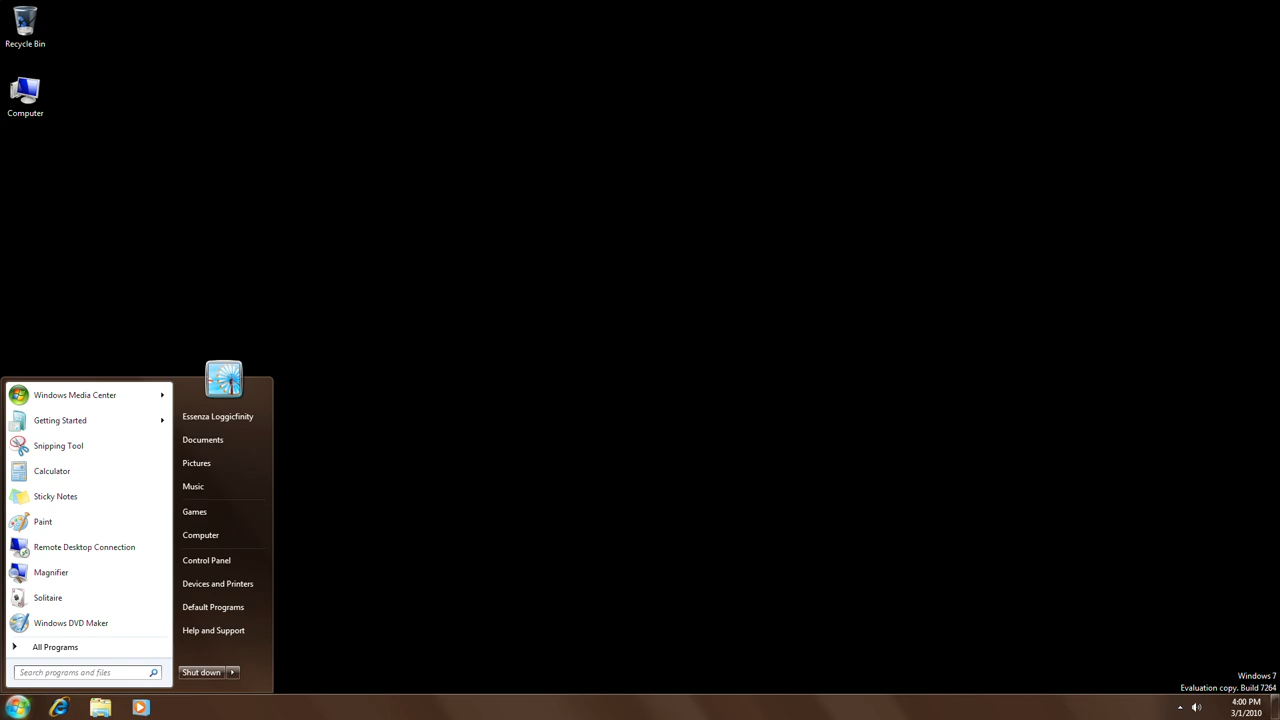 Recycle Bin
Computer
Windows Media Center
Getting Started
Snipping Tool
Calculator
Sticky Notes
Paint
Remote Desktop Connection
Magnifier
Solitaire
Windows DVD Maker
All Programs
Search programs and files
Essenza Loggicfinity
Documents
Pictures
Music
Games
Computer
Control Panel
Devices and Printers
Default Programs
Help and Support
Shut down
Windows 7
Evaluation copy. Build 7264
4:00 PM
3/1/2010